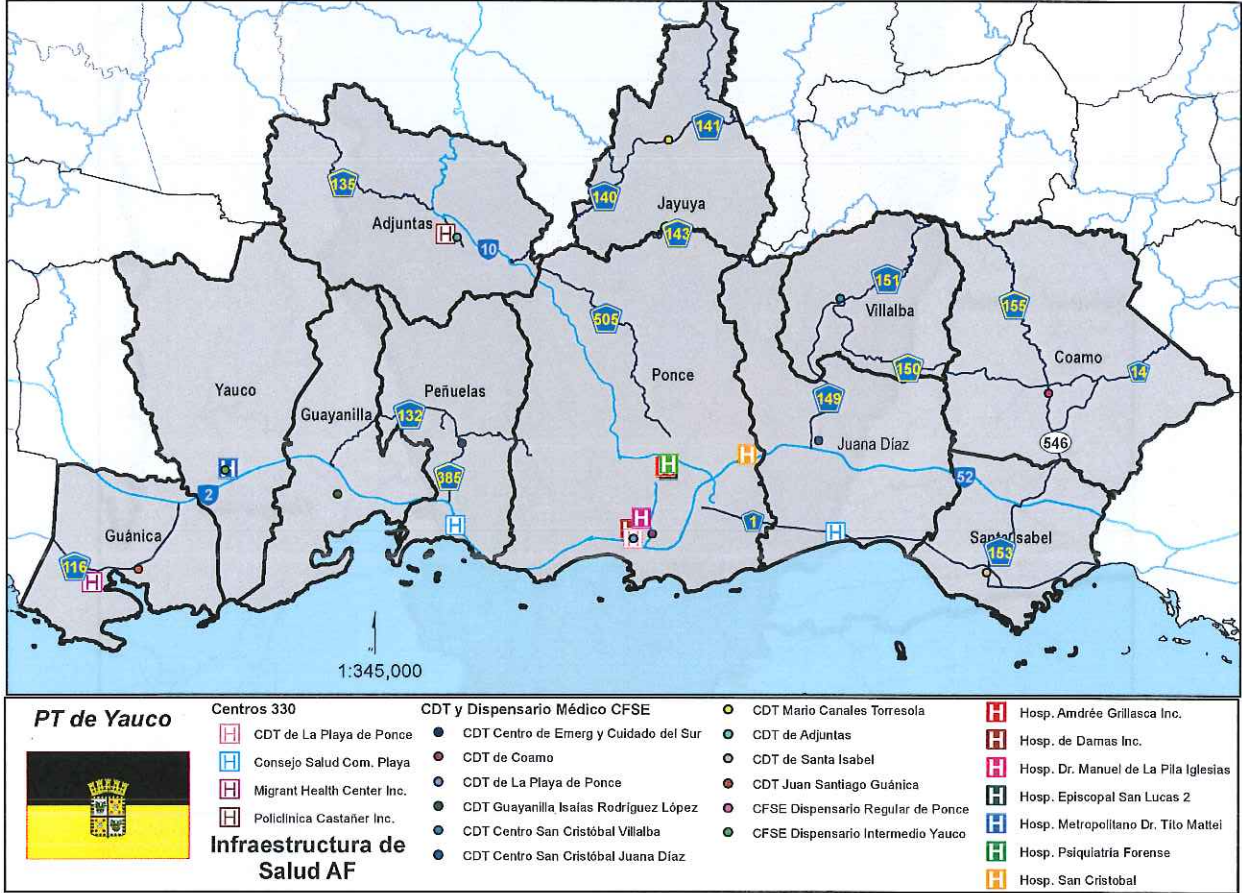 141
135
140
Jayuya
Adjuntas
143
10
151
155
505
Villalba
Coamo
150
14
Yauco
Peñuelas
Ponce
Guayanilla
132
149
Juana Díaz
546
385
52
2
1
Guánica
Santa Isabel
153
116
1:345,000
PT de Yauco
Infraestructura de
Salud AF
Centros 330
CDT de La Playa de Ponce
Consejo Salud Com. Playa
Migrant Health Center Inc.
Policlinica Castañer Inc.
CDT y Dispensario Médico CFSE
CDT Centro de Emerg y Cuidado del Sur
CDT de Coamo
CDT de La Playa de Ponce
CDT Guayanilla Isaías Rodríguez López
CDT Centro San Cristóbal Villalba
CDT Centro San Cristóbal Juana Díaz
CDT Mario Canales Torresola
CDT de Adjuntas
CDT de Santa Isabel
CDT Juan Santiago Guánica
CFSE Dispensario Regular de Ponce
CFSE Dispensario Intermedio Yauco
Hosp. Amdrée Grillasca Inc.
Hosp. de Damas Inc.
Hosp. Dr. Manuel de La Pila Iglesias
Hosp. Episcopal San Lucas 2
Hosp. Metropolitano Dr. Tito Mattei
Hosp. Psiquiatría Forense
Hosp. San Cristobal